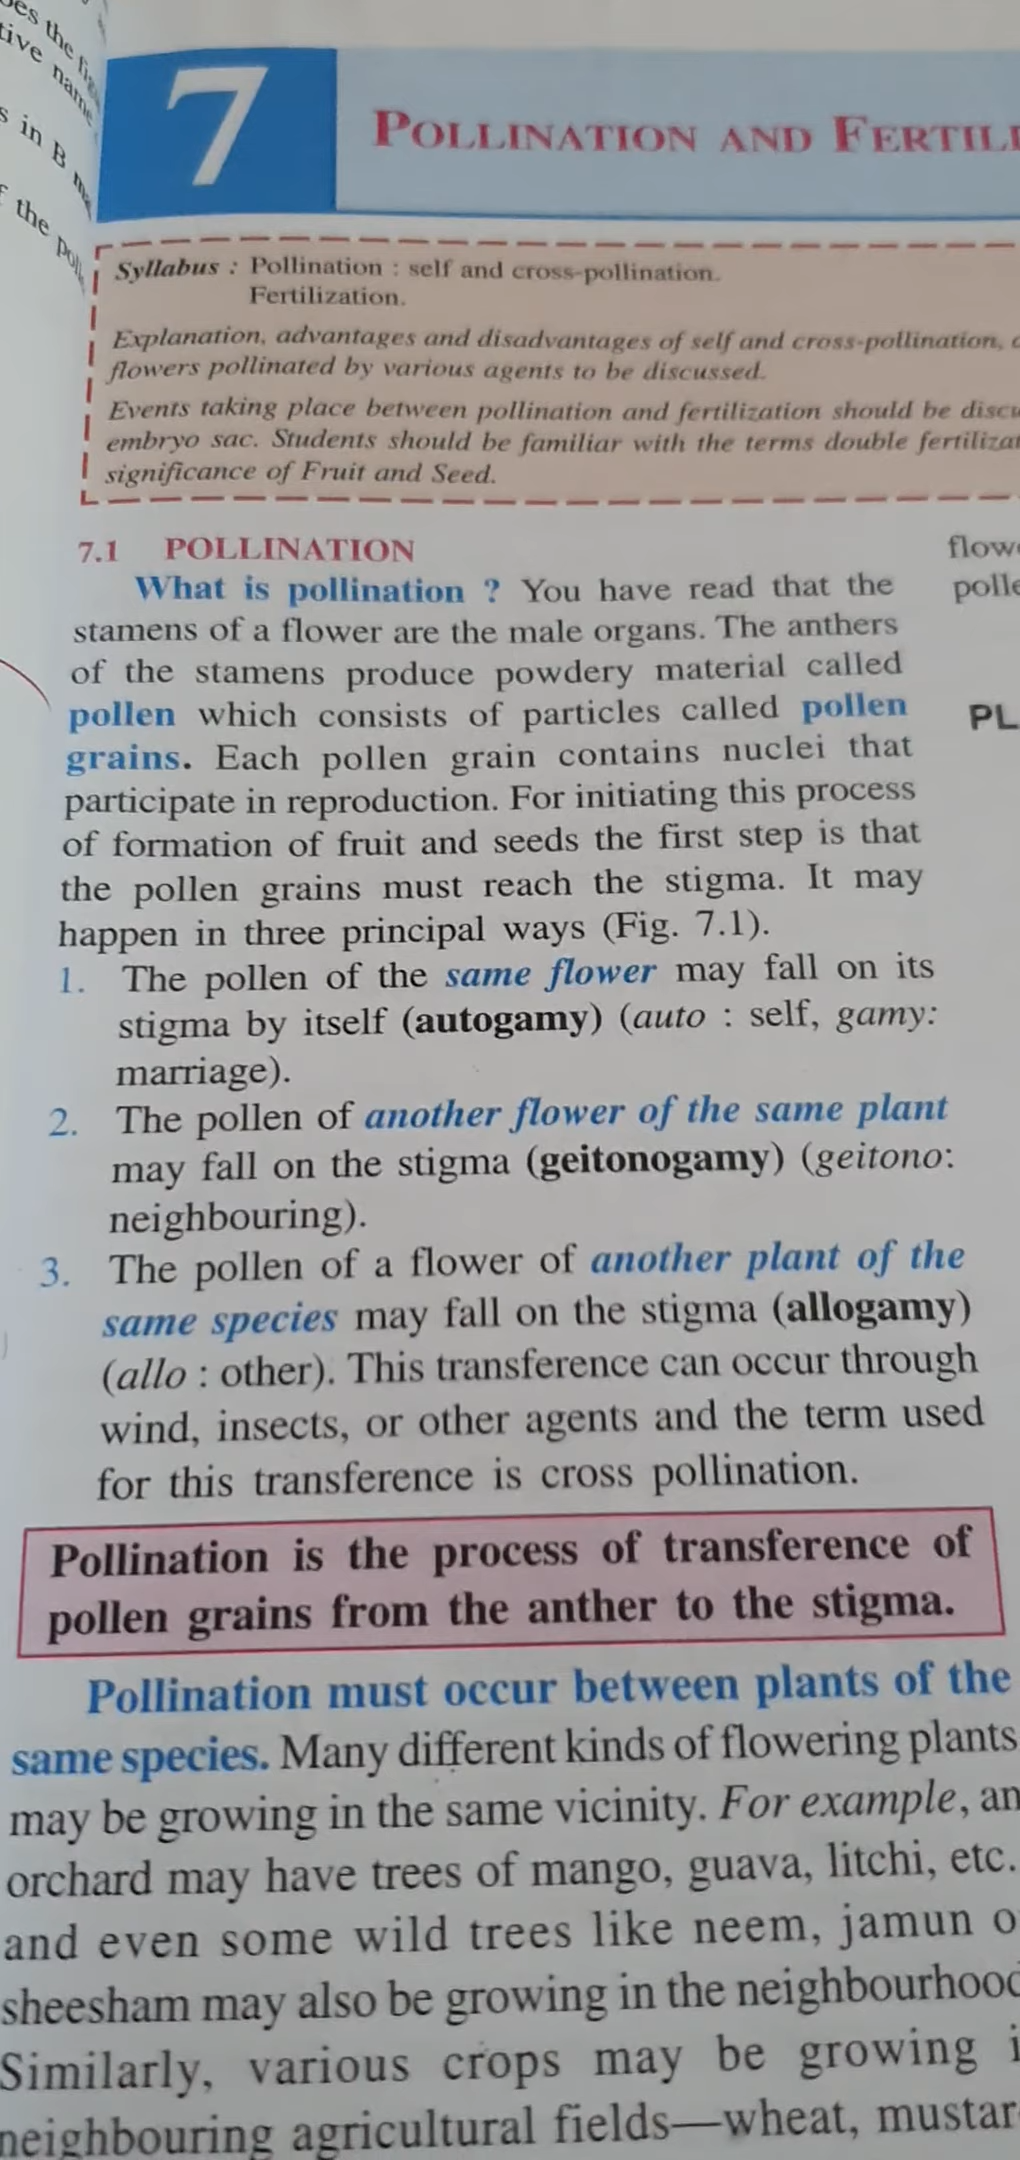 7
POLLINATION AND
Syllabus : Pollination : self and cross-pollination.
Fertilization.
Explanation, advantages and disadvantages of self and cross-pollination,
flowers pollinated by various agents to be discussed.
Events taking place between pollination and fertilization should be
embryo sac. Students should be familiar with the terms double
significance of Fruit and Seed.
7.1 POLLINATION
What is pollination ? You have read that the
stamens of a flower are the male organs. The anthers
of the stamens produce powdery material called
pollen which consists of particles called pollen
grains. Each pollen grain contains nuclei that
participate in reproduction. For initiating this process
of formation of fruit and seeds the first step is that
the pollen grains must reach the stigma. It may
happen in three principal ways (Fig. 7.1).
1. The pollen of the same flower may fall on its
stigma by itself (autogamy) (auto : self, gamy:
marriage).
2. The pollen of another flower of the same plant
may fall on the stigma (geitonogamy) (geitono:
neighbouring).
3. The pollen of a flower of another plant of the
same species may fall on the stigma (allogamy)
(allo : other). This transference can occur through
wind, insects, or other agents and the term used
for this transference is cross pollination.
Pollination is the process of transference of
pollen grains from the anther to the stigma.
Pollination must occur between plants of the
same species. Many different kinds of flowering plants
may be growing in the same vicinity. For example, an
orchard may have trees of mango, guava, litchi, etc.
and even some wild trees like neem, jamun
sheesham may also be growing in the
Similarly, various crops may be growing
neighbouring agricultural fields—wheat,